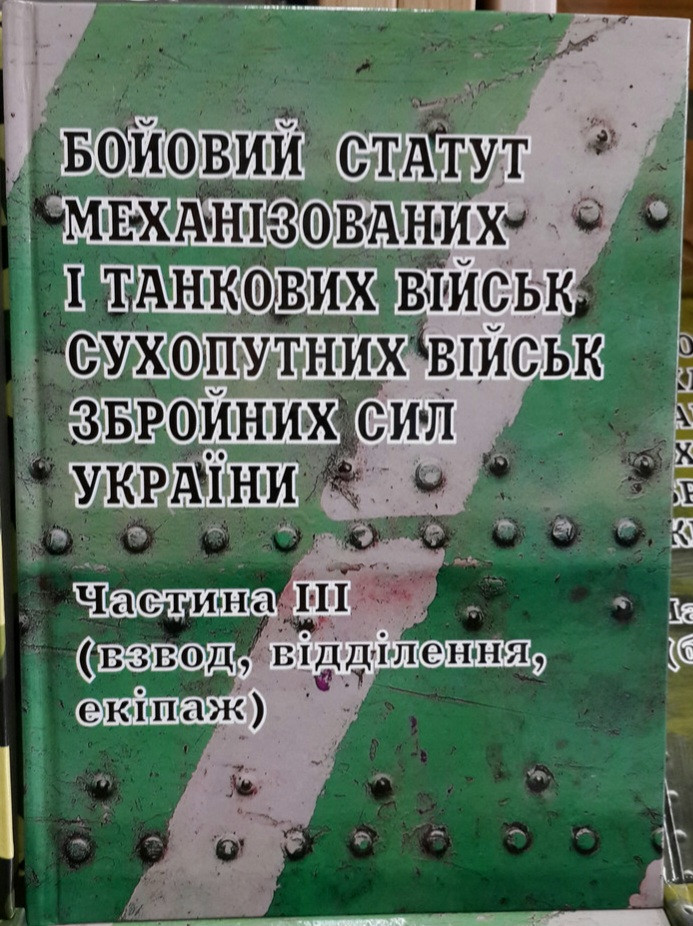 БОЙОВИЙ СТАТУТ
МЕХАНІЗОВАНИХ
І ТАНКОВИХ ВІЙСЬК
СУХОПУТНИХ ВІЙСЬК
ЗБРОЙНИХ СИЛ
УКРАЇНИ
Частина III
(взвод, відділення,
екіпаж)